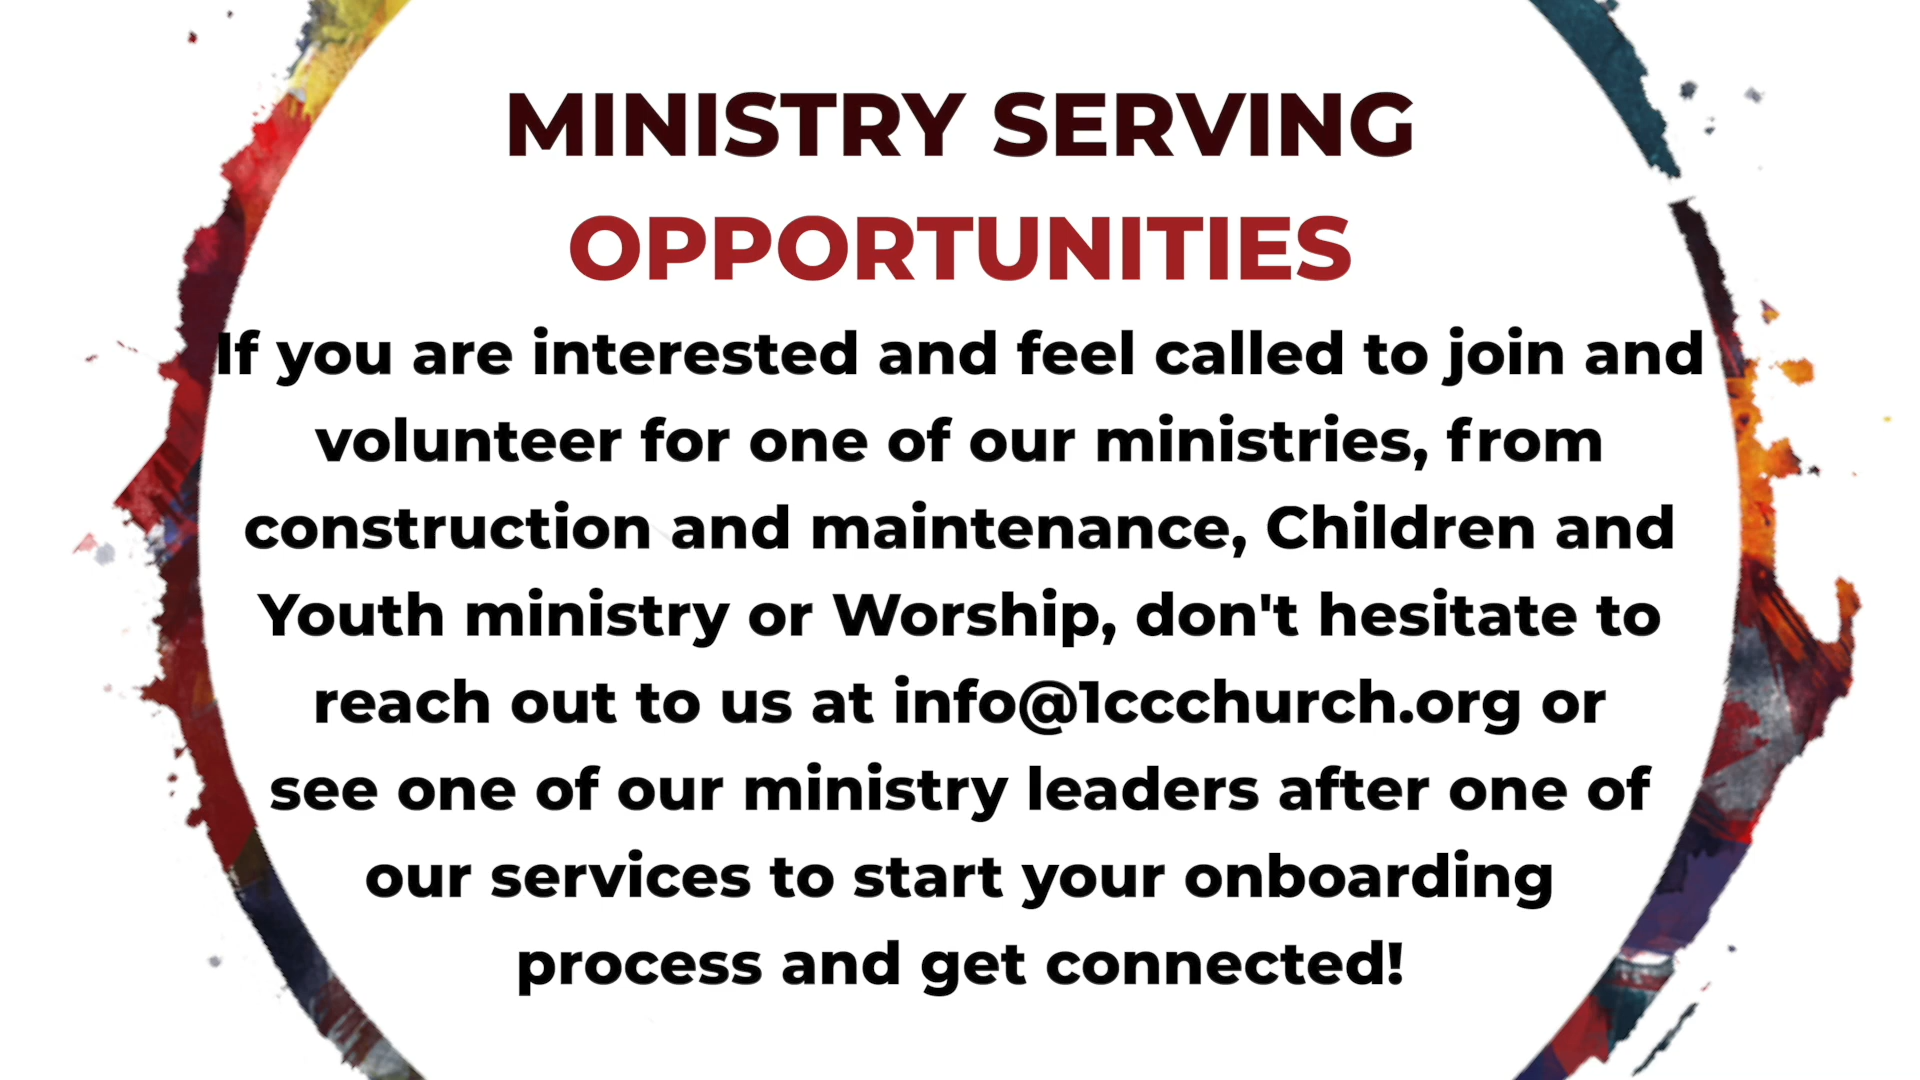 MINISTRY SERVING
OPPORTUNITIES
If you are interested and feel called to join and
volunteer for one of our ministries, from
construction and maintenance, Children and
Youth ministry or Worship, don't hesitate to
reach out to us at info@1ccchurch.org or
see one of our ministry leaders after one of
our services to start your onboarding
process and get connected!